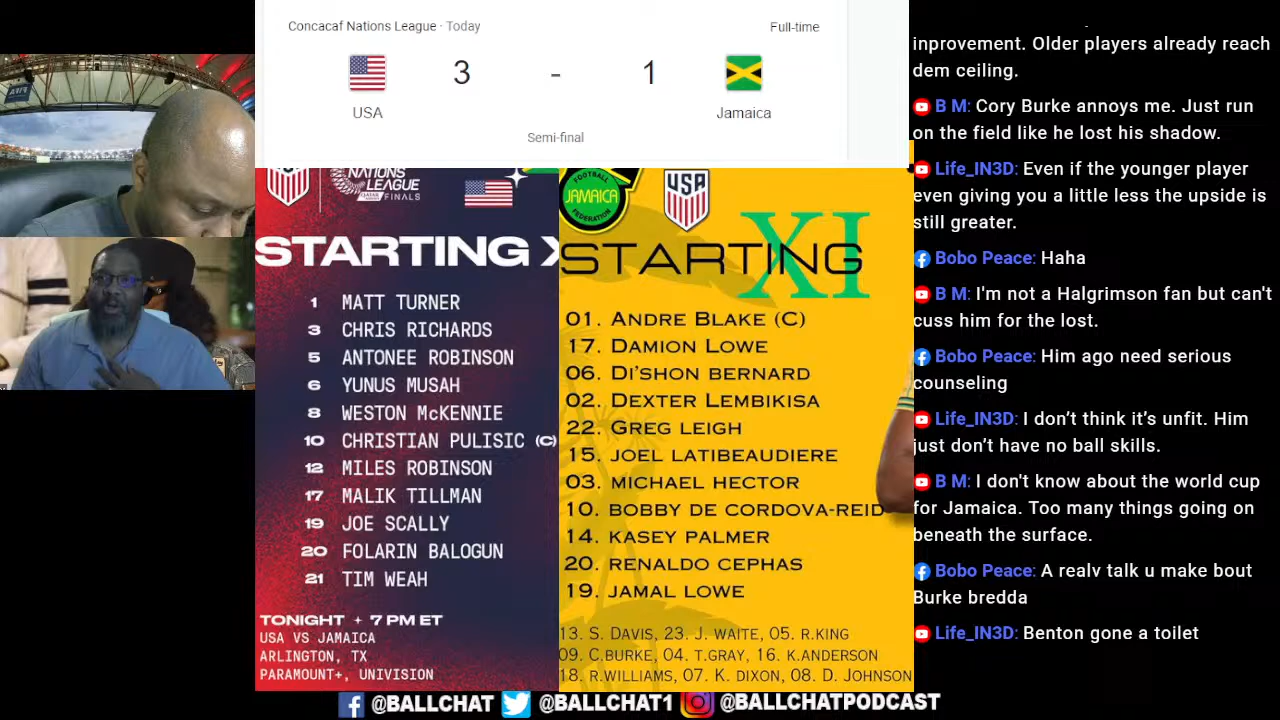 Concacaf Nations League · Today
Full-time
3 - 1
USA
Jamaica
Semi-final
NATIONS
LEAGUE
FINALS
STARTING X
1 MATT TURNER
3 CHRIS RICHARDS
5 ANTONEE ROBINSON
6 YUNUS MUSAH
8 WESTON McKENNIE
10 CHRISTIAN PULISIC (C)
12 MILES ROBINSON
17 MALIK TILLMAN
19 JOE SCALLY
20 FOLARIN BALOGUN
21 TIM WEAH
TONIGHT + 7 PM ET
USA VS JAMAICA
ARLINGTON, TX
PARAMOUNT+, UNIVISION
FOOTBALL
JAMAICA
FEDERATION
USA
STARTING
XI
01. ANDRE BLAKE (C)
17. DAMION LOWE
06. DI'SHON BERNARD
02. DEXTER LEMBIKISA
22. GREG LEIGH
15. JOEL LATIBEAUDIERE
03. MICHAEL HECTOR
10. BOBBY DE CORDOVA-REID
14. KASEY PALMER
20. RENALDO CEPHAS
19. JAMAL LOWE
13. S. DAVIS, 23. J. WAITE, 05. R.KING
09. C.BURKE, 04. T.GRAY, 16. K.ANDERSON
18. R.WILLIAMS, 07. K. DIXON, 08. D. JOHNSON
inprovement. Older players already reach
dem ceiling.
B M: Cory Burke annoys me. Just run
on the field like he lost his shadow.
Life_IN3D: Even if the younger player
even giving you a little less the upside is
still greater.
Bobo Peace: Haha
B M: I'm not a Halgrimson fan but can't
cuss him for the lost.
Bobo Peace: Him ago need serious
counseling
Life_IN3D: I don't think it's unfit. Him
just don't have no ball skills.
B M: I don't know about the world cup
for Jamaica. Too many things going on
beneath the surface.
Bobo Peace: A realv talk u make bout
Burke bredda
Life_IN3D: Benton gone a toilet
@BALLCHAT @BALLCHAT1 @BALLCHATPODCAST